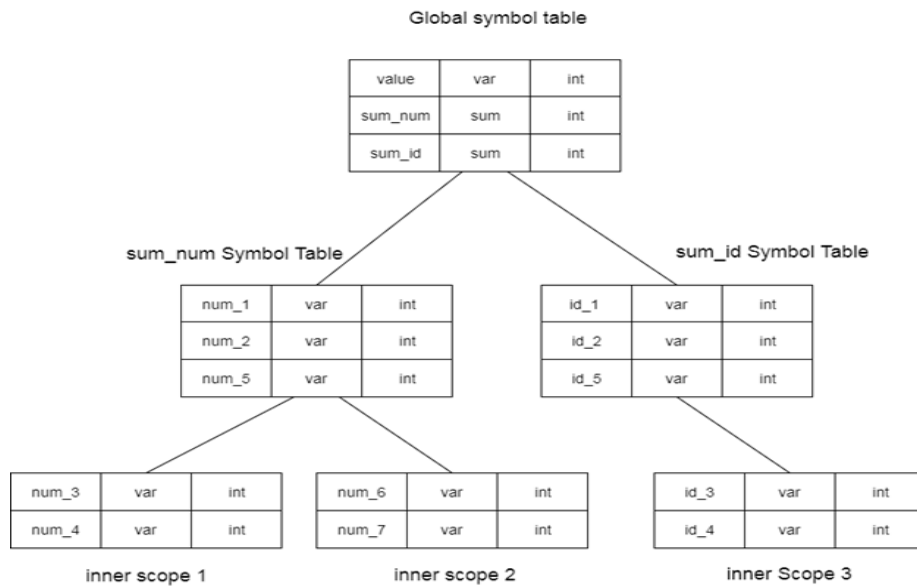 Global symbol table
value var int
sum_num sum int
sum_id sum int
sum_num Symbol Table
num_1 var int
num_2 var int
num_5 var int
sum_id Symbol Table
id_1 var int
id_2 var int
id_5 var int
num_3 var int
num_4 var int
inner scope 1
num_6 var int
num_7 var int
inner scope 2
id_3 var int
id_4 var int
inner Scope 3